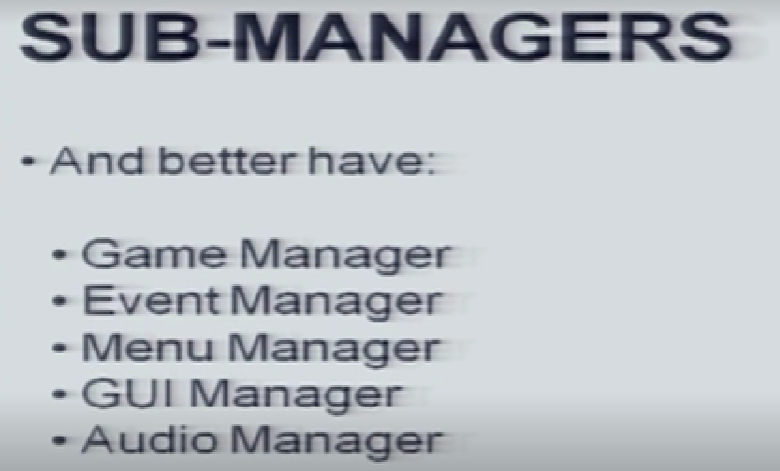 SUB-MANAGERS
• And better have:
• Game Manager
• Event Manager
• Menu Manager
• GUI Manager
• Audio Manager